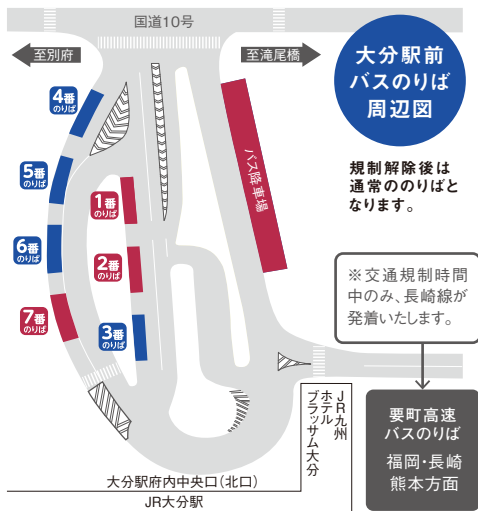 国道10号
至別府
至滝尾橋
大分駅前
バスのりば
周辺図
規制解除後は
通常ののりばと
なります。
4番
のりば
5番
のりば
6番
のりば
7番
のりば
1番
のりば
2番
のりば
3番
のりば
バス降車場
※交通規制時間
中のみ、長崎線が
発着いたします。
要町高速
バスのりば
福岡・長崎
熊本方面
JR九州
ホテル
ブラッサム大分
大分駅府内中央口(北口)
JR大分駅